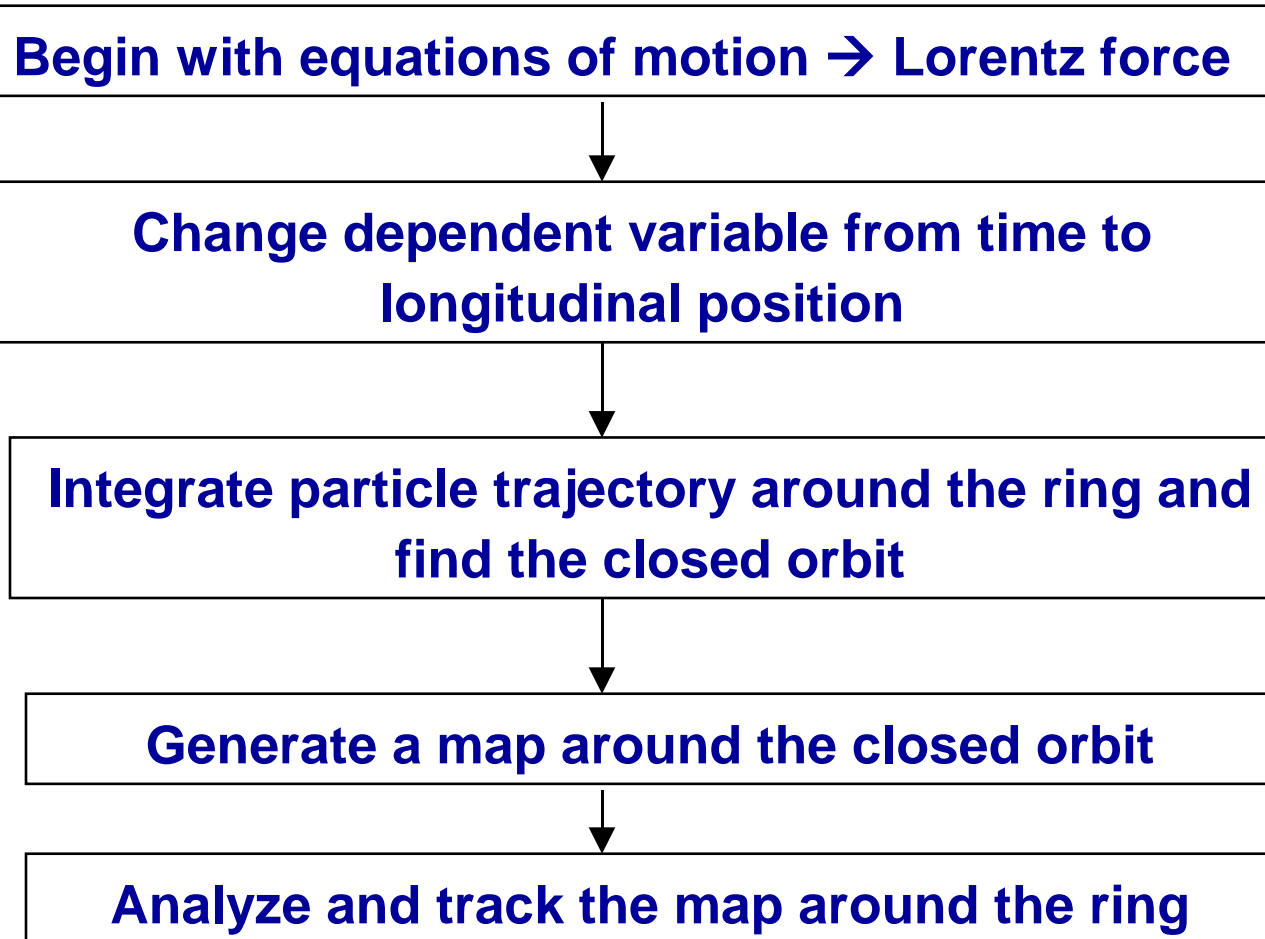 Begin with equations of motion → Lorentz force
Change dependent variable from time to
longitudinal position
Integrate particle trajectory around the ring and
find the closed orbit
Generate a map around the closed orbit
Analyze and track the map around the ring